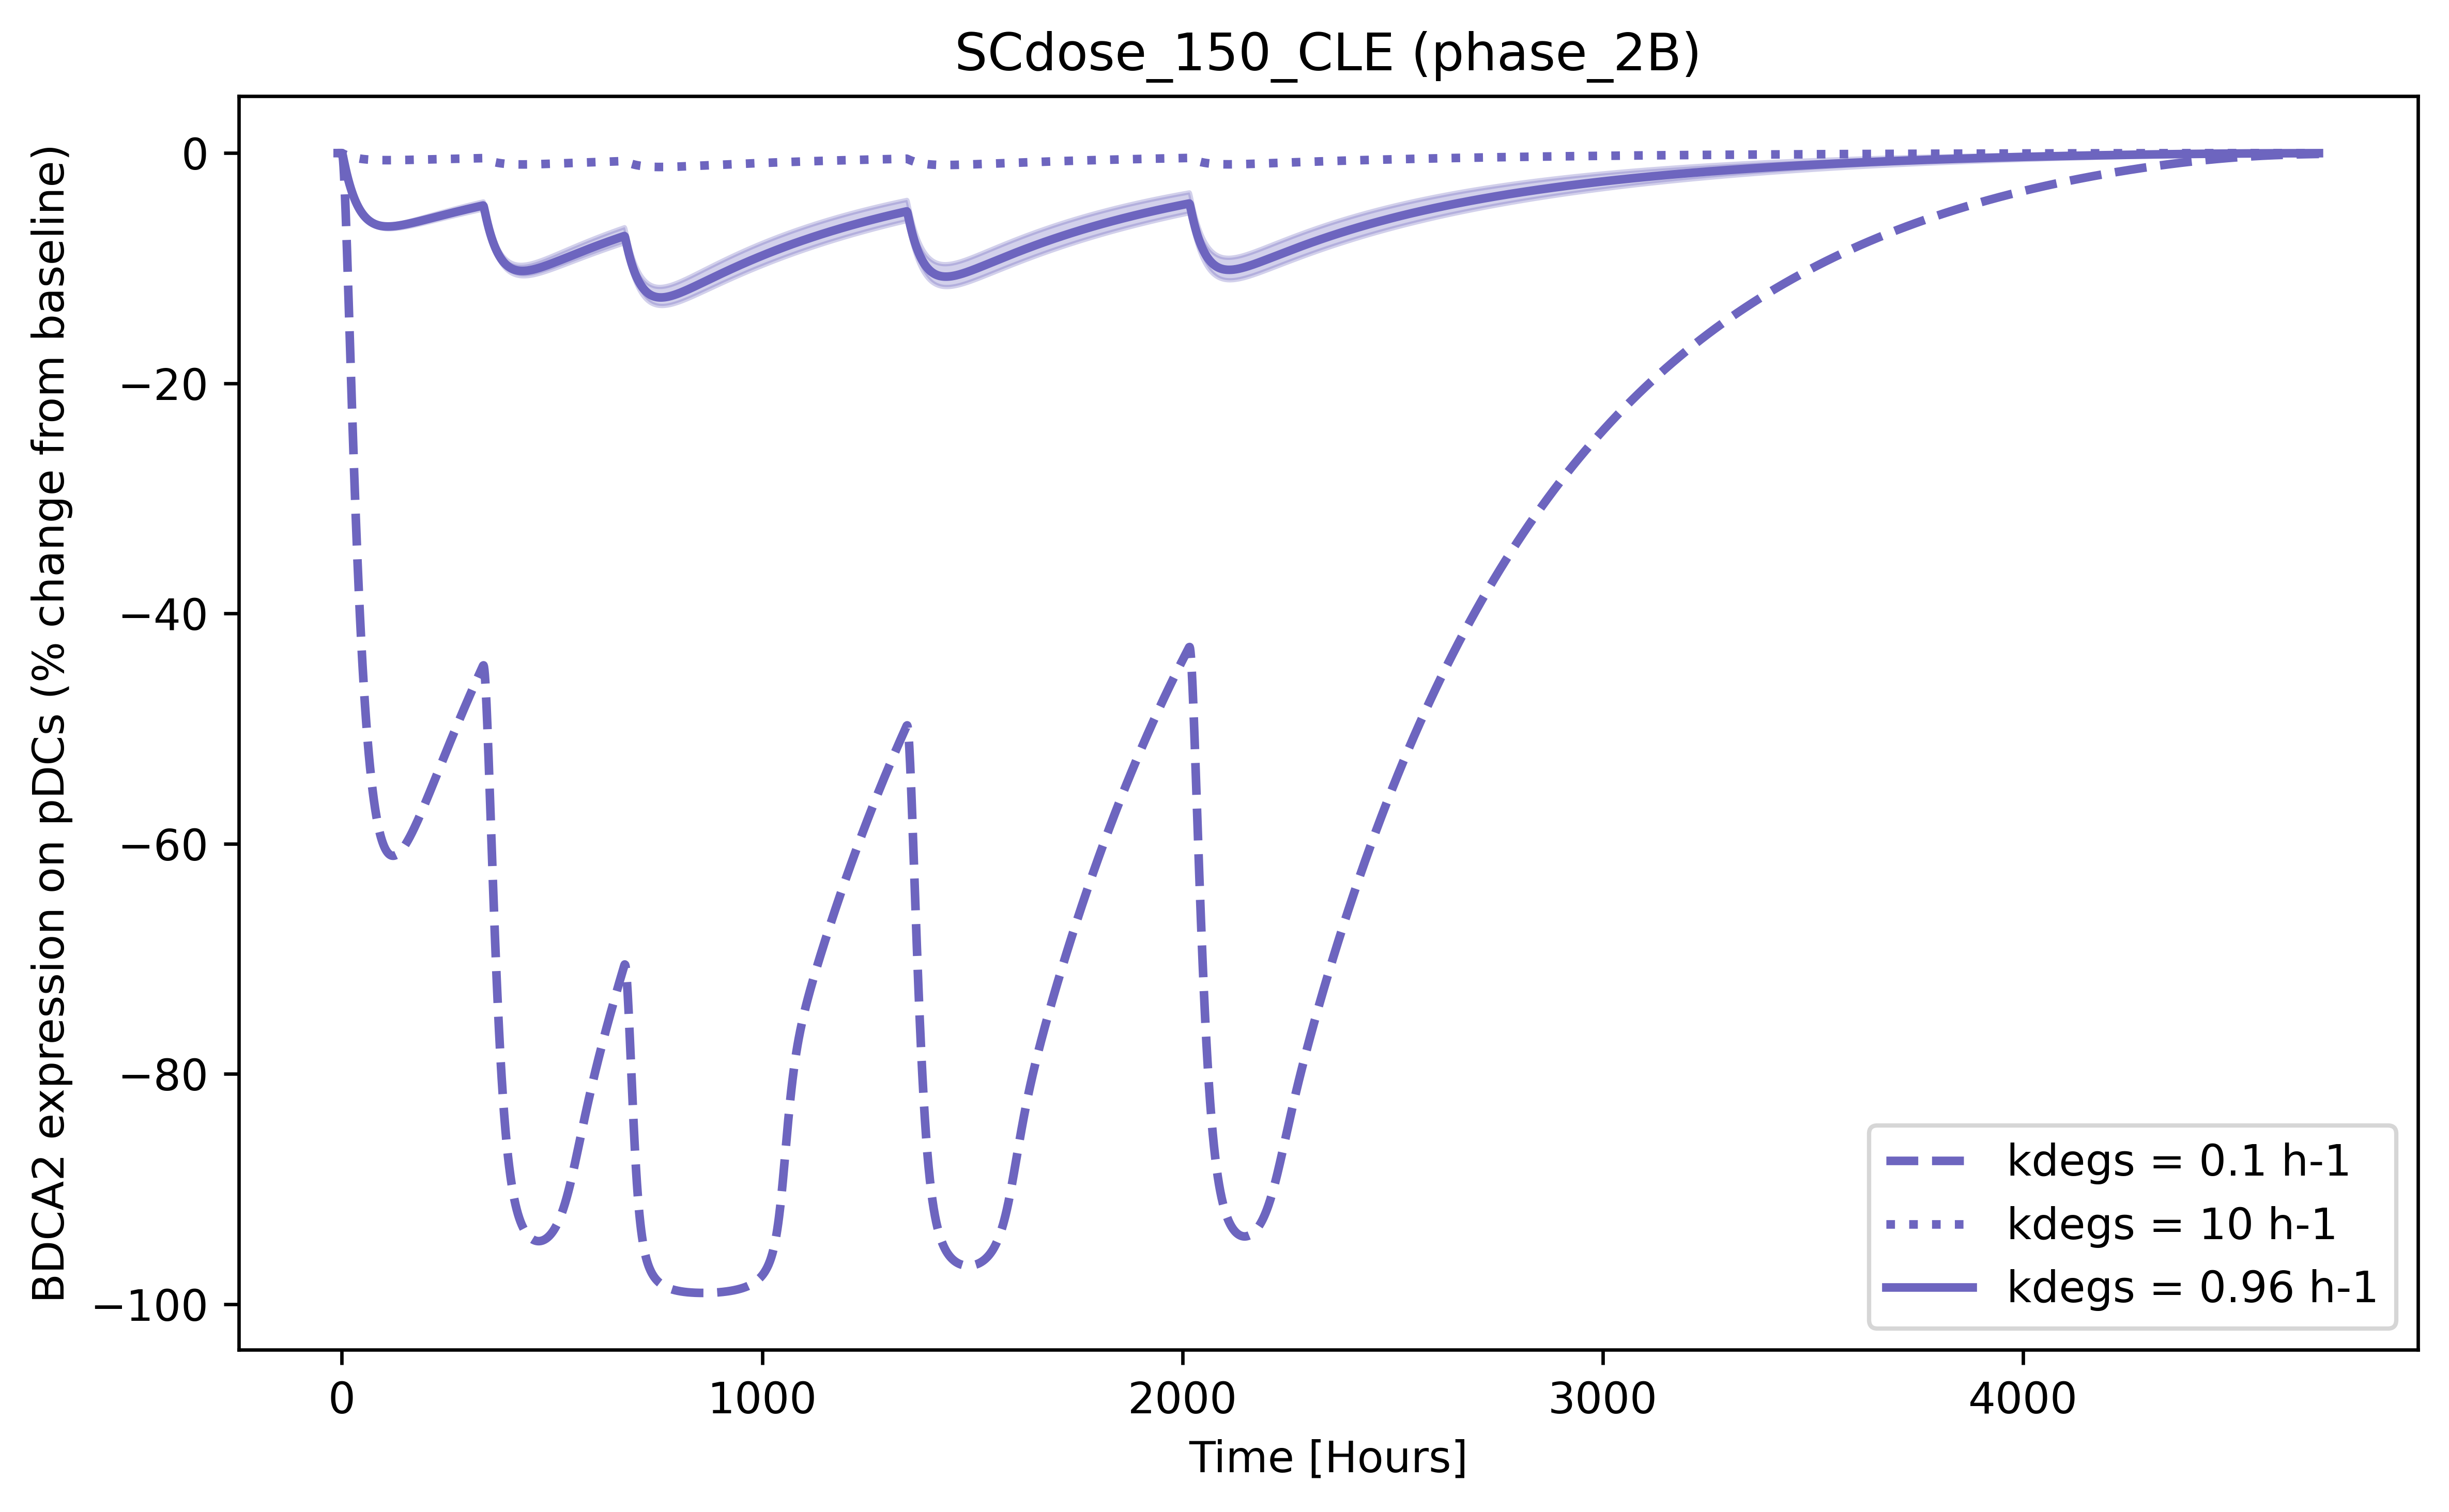 SCdose_150_CLE (phase_2B)
BDCA2 expression on pDCs (% change from baseline)
0
−20
−40
−60
−80
−100
kdegs = 0.1 h-1
kdegs = 10 h-1
kdegs = 0.96 h-1
0 1000 2000 3000 4000
Time [Hours]